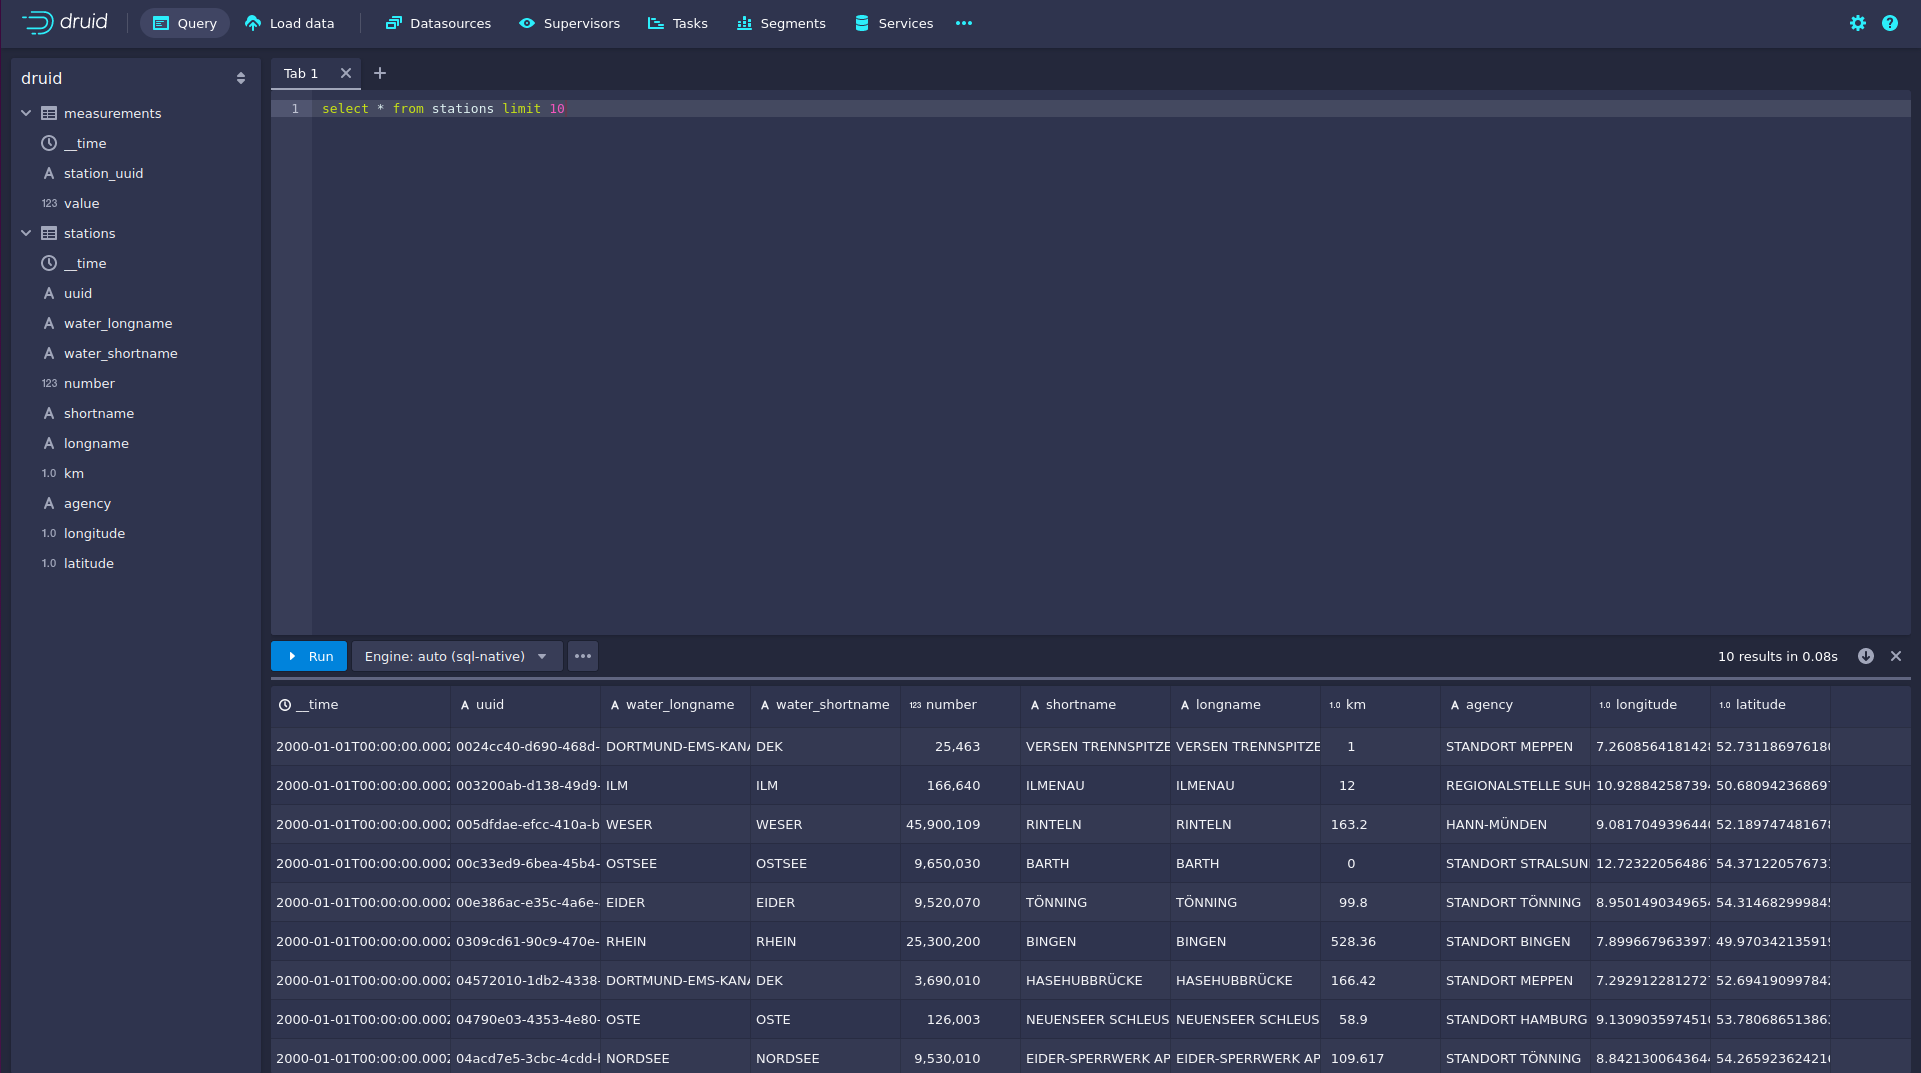 druid Query Load data Datasources Supervisors Tasks Segments Services
druid
measurements
__time
station_uuid
123 value
stations
__time
uuid
water_longname
water_shortname
123 number
shortname
longname
1.0 km
agency
1.0 longitude
1.0 latitude
Tab 1
1 select * from stations limit 10
Run Engine: auto (sql-native) 10 results in 0.08s
__time A uuid A water_longname A water_shortname 123 number A shortname A longname 1.0 km A agency 1.0 longitude 1.0 latitude
2000-01-01T00:00:00.000Z 0024cc40-d690-468d- DORTMUND-EMS-KANA DEK 25,463 VERSEN TRENNSPITZE VERSEN TRENNSPITZE 1 STANDORT MEPPEN 7.260856418142 52.73118697618
2000-01-01T00:00:00.000Z 003200ab-d138-49d9- ILM ILM 166,640 ILMENAU ILMENAU 12 REGIONALSTELLE SUH 10.92884258739 50.68094236869
2000-01-01T00:00:00.000Z 005dfdae-efcc-410a-b WESER WESER 45,900,109 RINTELN RINTELN 163.2 HANN-MÜNDEN 9.081704939644 52.18974748167
2000-01-01T00:00:00.000Z 00c33ed9-6bea-45b4- OSTSEE OSTSEE 9,650,030 BARTH BARTH 0 STANDORT STRALSUN 12.72322056486 54.37122057673
2000-01-01T00:00:00.000Z 00e386ac-e35c-4a6e- EIDER EIDER 9,520,070 TÖNNING TÖNNING 99.8 STANDORT TÖNNING 8.950149034965 54.31468299984
2000-01-01T00:00:00.000Z 0309cd61-90c9-470e- RHEIN RHEIN 25,300,200 BINGEN BINGEN 528.36 STANDORT BINGEN 7.899667963397 49.97034213591
2000-01-01T00:00:00.000Z 04572010-1db2-4338- DORTMUND-EMS-KANA DEK 3,690,010 HASEHUBBRÜCKE HASEHUBBRÜCKE 166.42 STANDORT MEPPEN 7.292912281272 52.69419099784
2000-01-01T00:00:00.000Z 04790e03-4353-4e80- OSTE OSTE 126,003 NEUENSEER SCHLEUS NEUENSEER SCHLEUS 58.9 STANDORT HAMBURG 9.130903597451 53.78068651386
2000-01-01T00:00:00.000Z 04acd7e5-3cbc-4cdd- NORDSEE NORDSEE 9,530,010 EIDER-SPERRWERK AP EIDER-SPERRWERK AP 109.617 STANDORT TÖNNING 8.842130064364 54.26592362421